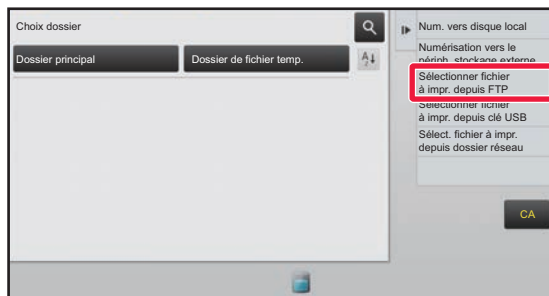 Choix dossier
Dossier principal
Dossier de fichier temp.
Num. vers disque local
Numérisation vers le
périph. stockage externe
Sélectionner fichier
à impr. depuis FTP
Sélectionner fichier
à impr. depuis clé USB
Sélect. fichier à impr.
depuis dossier réseau
CA